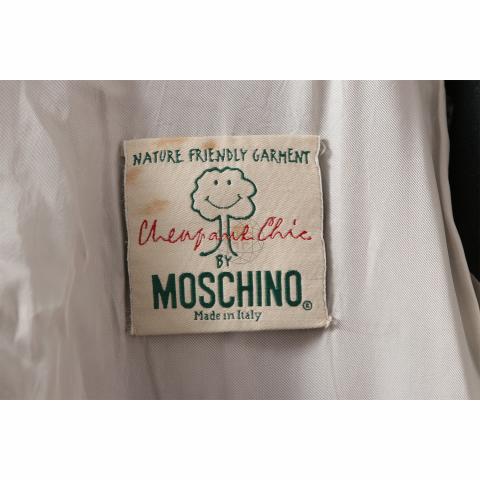 NATURE FRIENDLY GARMENT
Cheap and Chic
BY
MOSCHINO®
Made in Italy